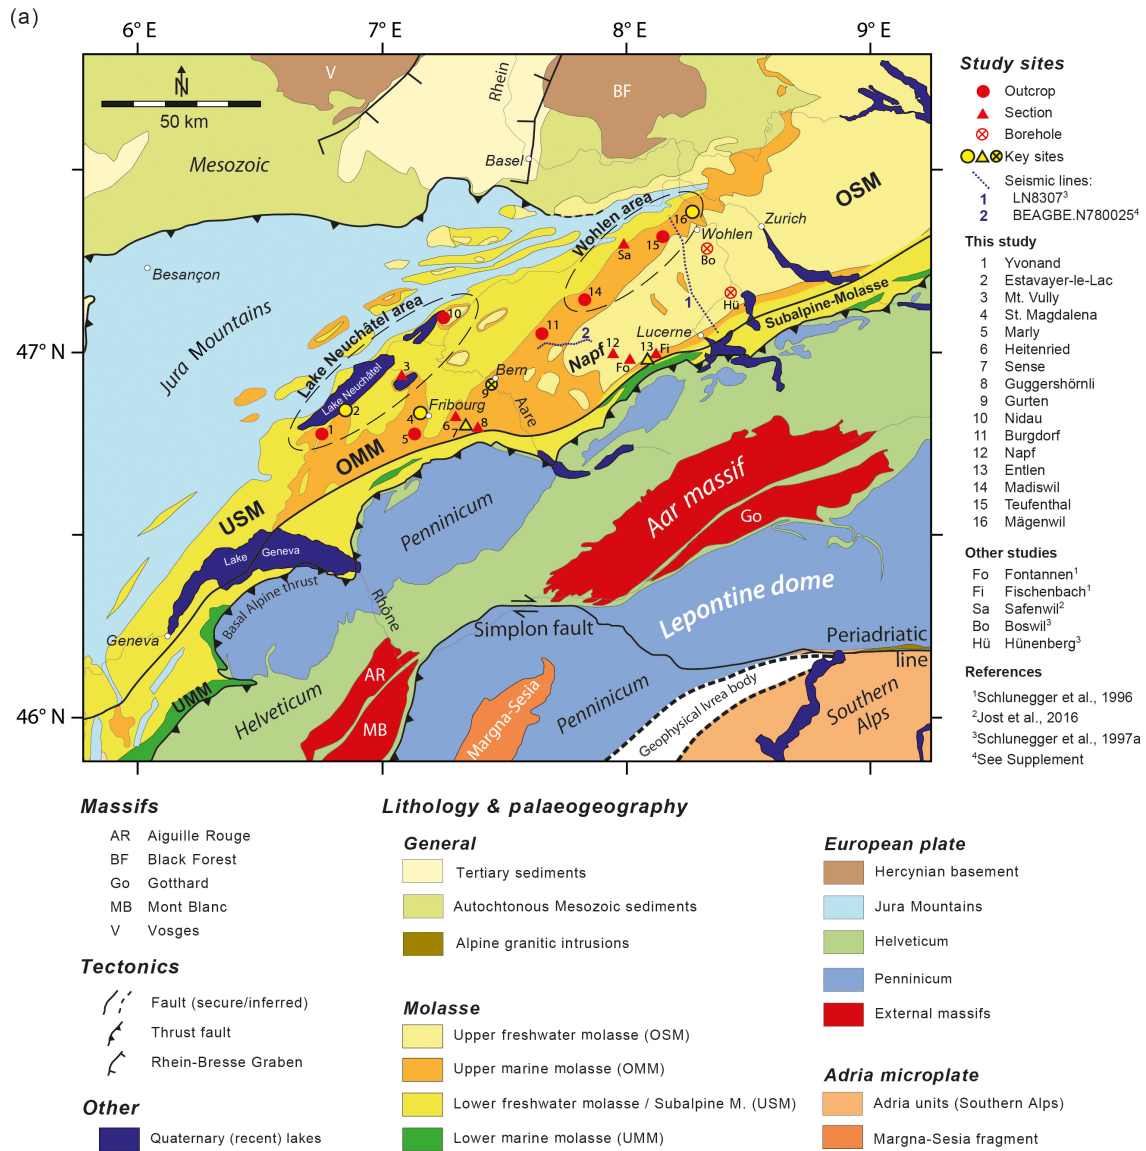 (a)
6° E
7° E
8° E
9° E
47° N
46° N
N
50 km
V
BF
Rhein
Basel
Mesozoic
OSM
Besançon
Jura Mountains
Wohlen area
16
Wohlen
Zurich
Sa
15
Bo
14
1
Hü
Lake Neuchâtel area
10
11
2
Lucerne
Subalpine-Molasse
Napf
12
Fo
13
Fi
3
Lake Neuchâtel
2
Bern
9
Fribourg
4
Aare
1
5
6
7
8
OMM
USM
Penninicum
Aar massif
Go
Lake Geneva
Basal Alpine thrust
Rhône
Geneva
Simplon fault
Lepontine dome
Periadriatic
line
UMM
Helveticum
AR
MB
Margna-Sesia
Penninicum
Geophysical Ivrea body
Southern
Alps
Study sites
Outcrop
Section
Borehole
Key sites
Seismic lines:
1 LN8307³
2 BEAGBE.N780025⁴
This study
1 Yvonand
2 Estavayer-le-Lac
3 Mt. Vully
4 St. Magdalena
5 Marly
6 Heitenried
7 Sense
8 Guggershörnli
9 Gurten
10 Nidau
11 Burgdorf
12 Napf
13 Entlen
14 Madiswil
15 Teufenthal
16 Mägenwil
Other studies
Fo Fontannen¹
Fi Fischenbach¹
Sa Safenwil²
Bo Boswil³
Hü Hünenberg³
References
¹Schlunegger et al., 1996
²Jost et al., 2016
³Schlunegger et al., 1997a
⁴See Supplement
Massifs
AR Aiguille Rouge
BF Black Forest
Go Gotthard
MB Mont Blanc
V Vosges
Tectonics
Fault (secure/inferred)
Thrust fault
Rhein-Bresse Graben
Other
Quaternary (recent) lakes
Lithology & palaeogeography
General
Tertiary sediments
Autochtonous Mesozoic sediments
Alpine granitic intrusions
Molasse
Upper freshwater molasse (OSM)
Upper marine molasse (OMM)
Lower freshwater molasse / Subalpine M. (USM)
Lower marine molasse (UMM)
European plate
Hercynian basement
Jura Mountains
Helveticum
Penninicum
External massifs
Adria microplate
Adria units (Southern Alps)
Margna-Sesia fragment